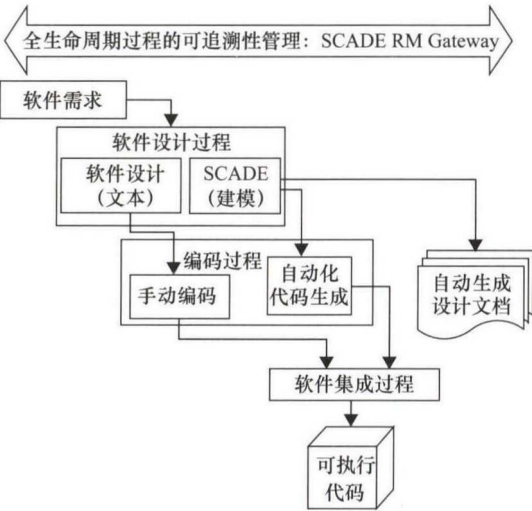 全生命周期过程的可追溯性管理：SCADE RM Gateway
软件需求
软件设计过程
软件设计
（文本）
SCADE
（建模）
编码过程
手动编码
自动化
代码生成
自动生成
设计文档
软件集成过程
可执行
代码